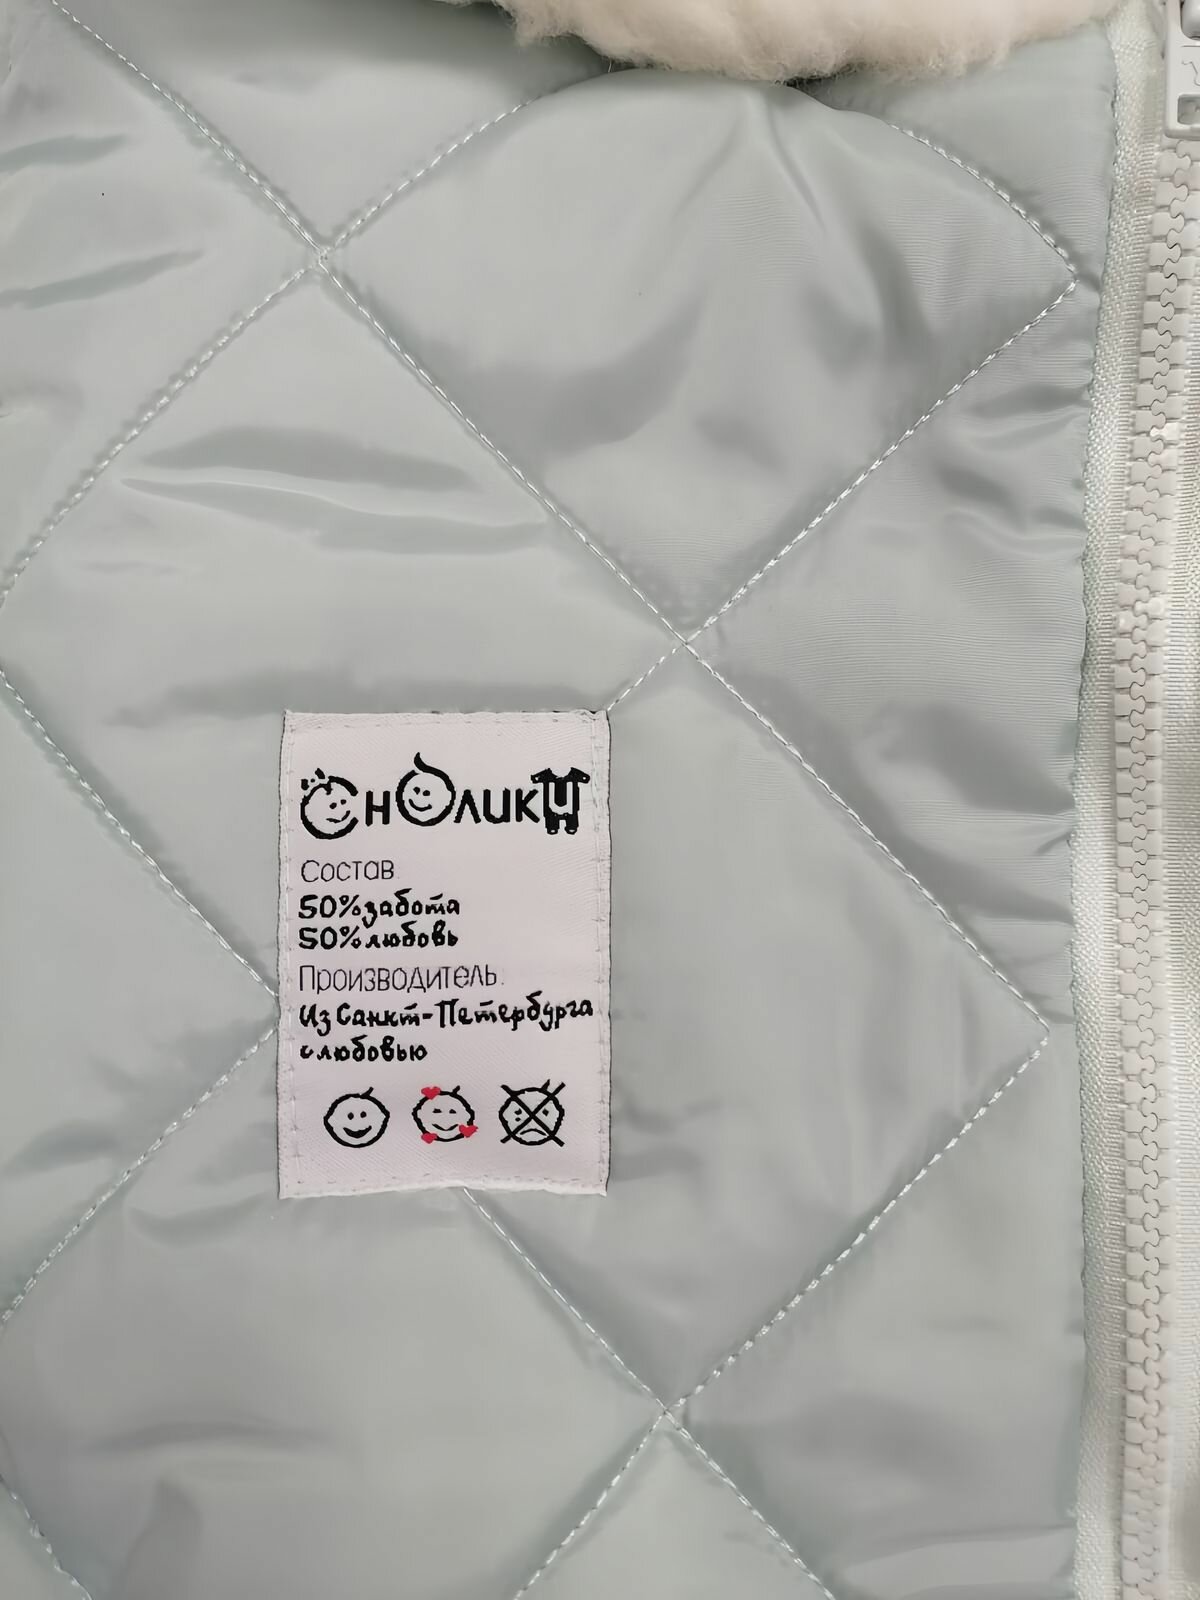 СнОлики
Состав
50% забота
50% любовь
Производитель:
Из Санкт-Петербурга
с любовью